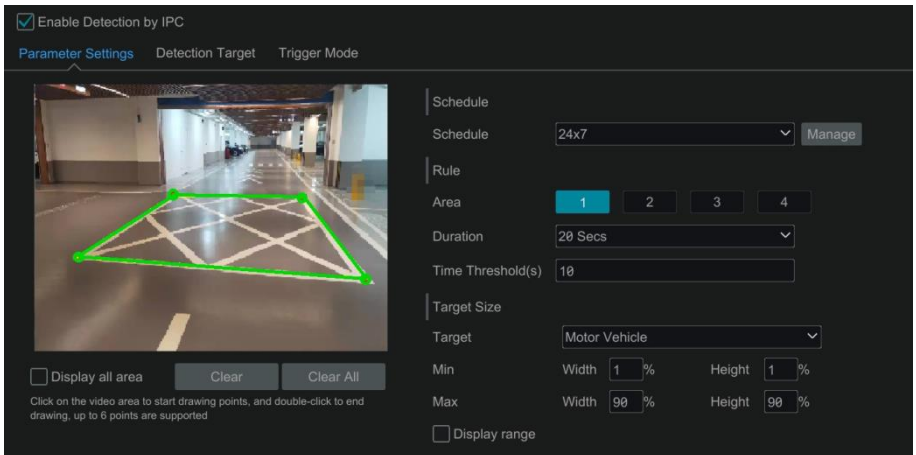 Enable Detection by IPC
Parameter Settings Detection Target Trigger Mode
Schedule
Schedule 24x7 Manage
Rule
Area 1 2 3 4
Duration 20 Secs
Time Threshold(s) 10
Target Size
Target Motor Vehicle
Min Width 1 % Height 1 %
Max Width 90 % Height 90 %
Display range
Display all area Clear Clear All
Click on the video area to start drawing points, and double-click to end
drawing, up to 6 points are supported